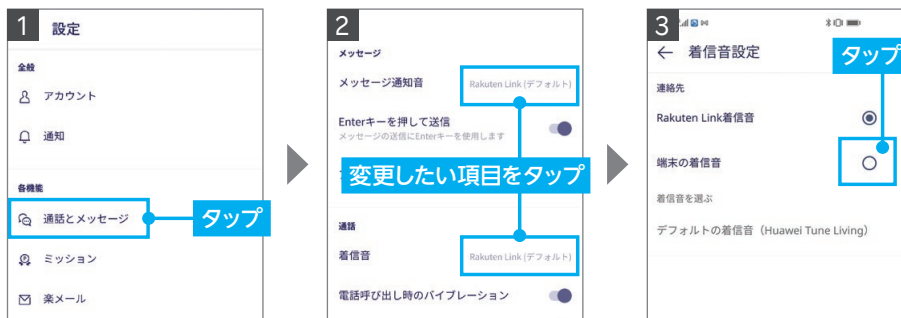 1
設定
全般
アカウント
通知
各機能
通話とメッセージ
タップ
ミッション
楽メール
2
メッセージ
メッセージ通知音
Rakuten Link (デフォルト)
Enterキーを押して送信
メッセージの送信にEnterキーを使用します
変更したい項目をタップ
通話
着信音
Rakuten Link (デフォルト)
電話呼び出し時のバイブレーション
3
← 着信音設定
タップ
連絡先
Rakuten Link着信音
端末の着信音
着信音を選ぶ
デフォルトの着信音（Huawei Tune Living）